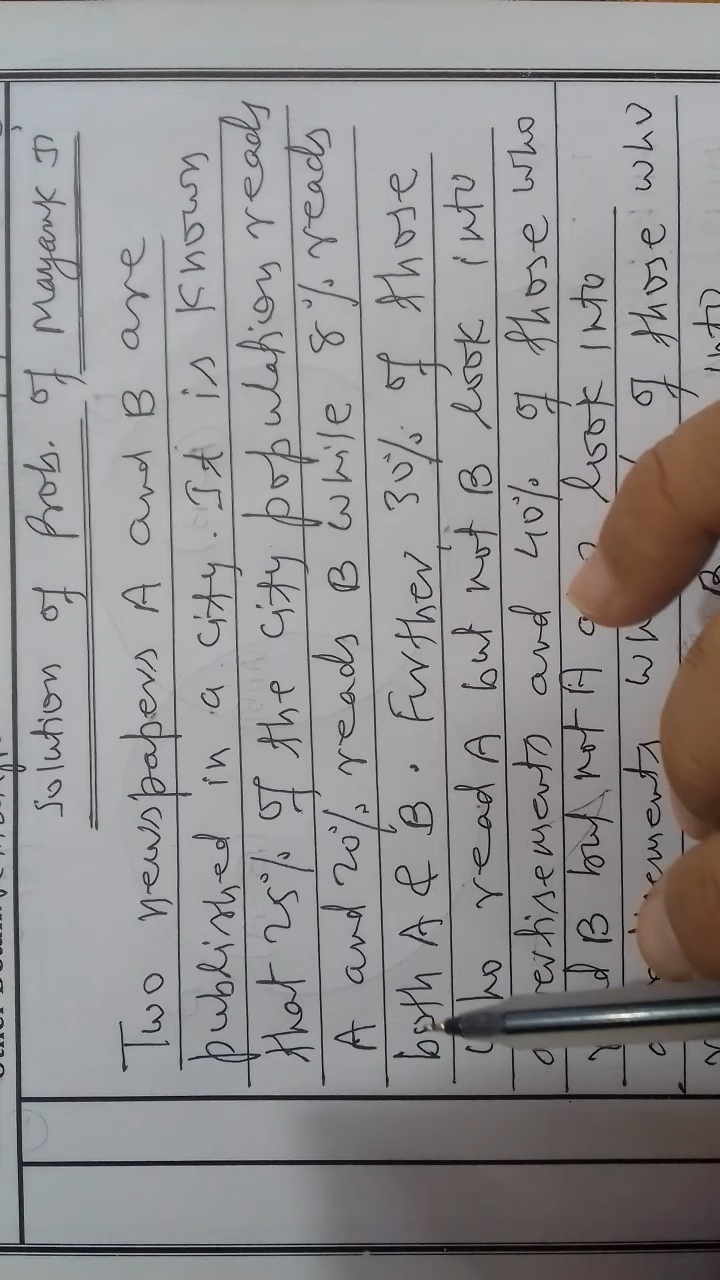 Solution of Prob. of Mayank Ji
Two newspapers A and B are
published in a city. It is Known
that 25% of the city population reads
A and 20% reads B while 8% reads
both A & B. Further 30% of those
who read A but not B look into
advertisements and 40% of those who
read B but not A look into
of those who
B into